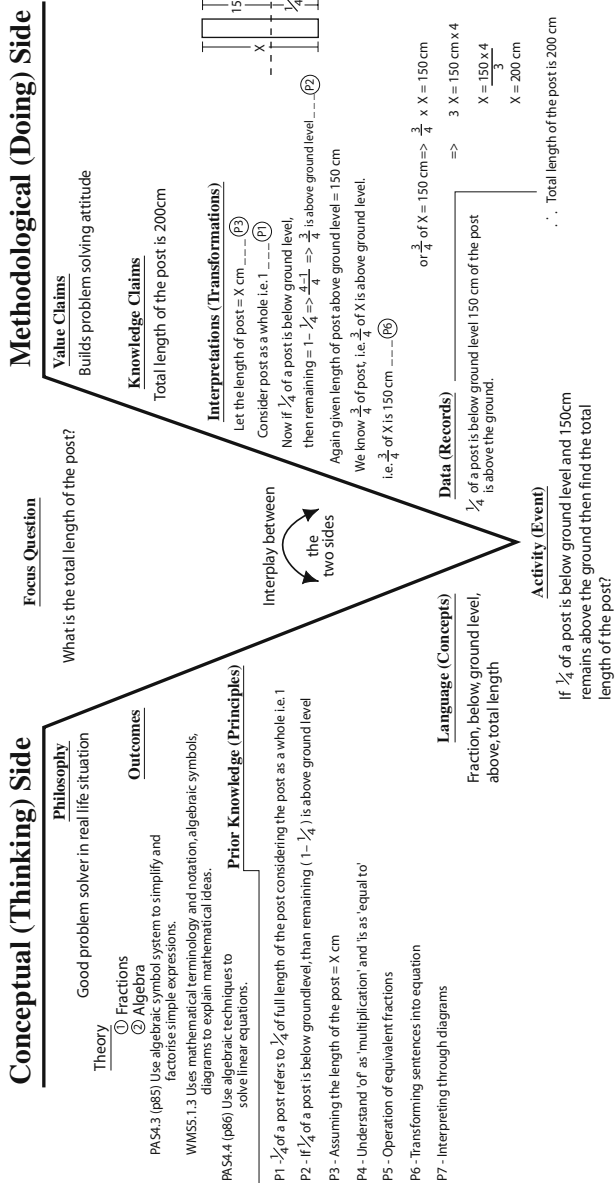 Conceptual (Thinking) Side
Philosophy
Good problem solver in real life situation
Theory
① Fractions
② Algebra
Outcomes
PAS4.3 (p85) Use algebraic symbol system to simplify and
factorise simple expressions.
WMS5.1.3 Uses mathematical terminology and notation, algebraic symbols,
diagrams to explain mathematical ideas.
PAS4.4 (p86) Use algebraic techniques to
solve linear equations.
Prior Knowledge (Principles)
P1 -¼ of a post refers to ¼ of full length of the post considering the post as a whole i.e. 1
P2 - If ¼ of a post is below groundlevel, than remaining ( 1– ¼ ) is above ground level
P3 - Assuming the length of the post = X cm
P4 - Understand 'of' as 'multiplication' and 'is as 'equal to'
P5 - Operation of equivalent fractions
P6 - Transforming sentences into equation
P7 - Interpreting through diagrams
Language (Concepts)
Fraction, below, ground level,
above, total length
Focus Question
What is the total length of the post?
Interplay between
the
two sides
Activity (Event)
If ¼ of a post is below ground level and 150cm
remains above the ground then find the total
length of the post?
Methodological (Doing) Side
Value Claims
Builds problem solving attitude
Knowledge Claims
Total length of the post is 200cm
Interpretations (Transformations)
Let the length of post = X cm _ _ _ _ P3
Consider post as a whole i.e. 1 _ _ _ P1
Now if ¼ of a post is below ground level,
then remaining = 1– ¼ => 4–1/4 => 3/4 is above ground level _ _ _ P2
Again given length of post above ground level = 150 cm
We know 3/4 of post, i.e. 3/4 of X is above ground level.
i.e. 3/4 of X is 150 cm _ _ _ P6
X
15
¼
or 3/4 of X = 150 cm => 3/4 x X = 150 cm
=> 3 X = 150 cm x 4
X = 150 x 4/3
X = 200 cm
∴ Total length of the post is 200 cm
Data (Records)
¼ of a post is below ground level 150 cm of the post
is above the ground.